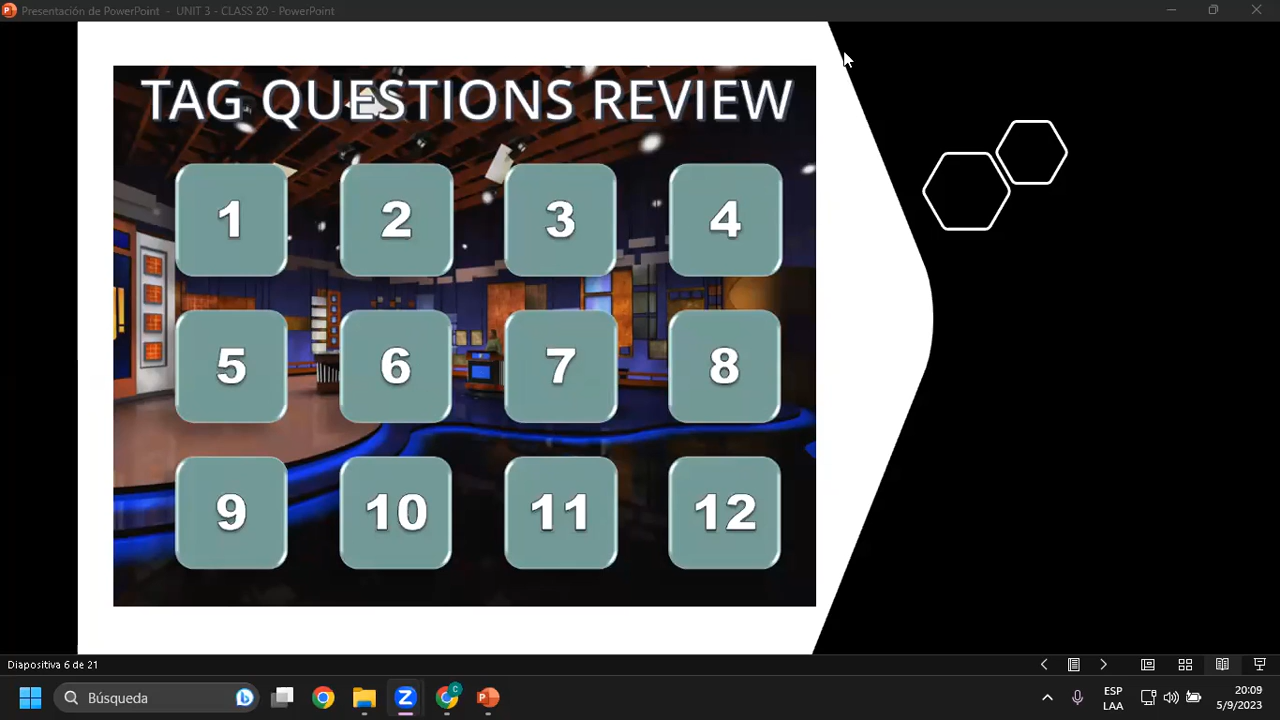 Presentación de PowerPoint - UNIT 3 - CLASS 20 - PowerPoint
TAG QUESTIONS REVIEW
1 2 3 4
5 6 7 8
9 10 11 12
Diapositiva 6 de 21
Búsqueda
ESP
LAA
20:09
5/9/2023